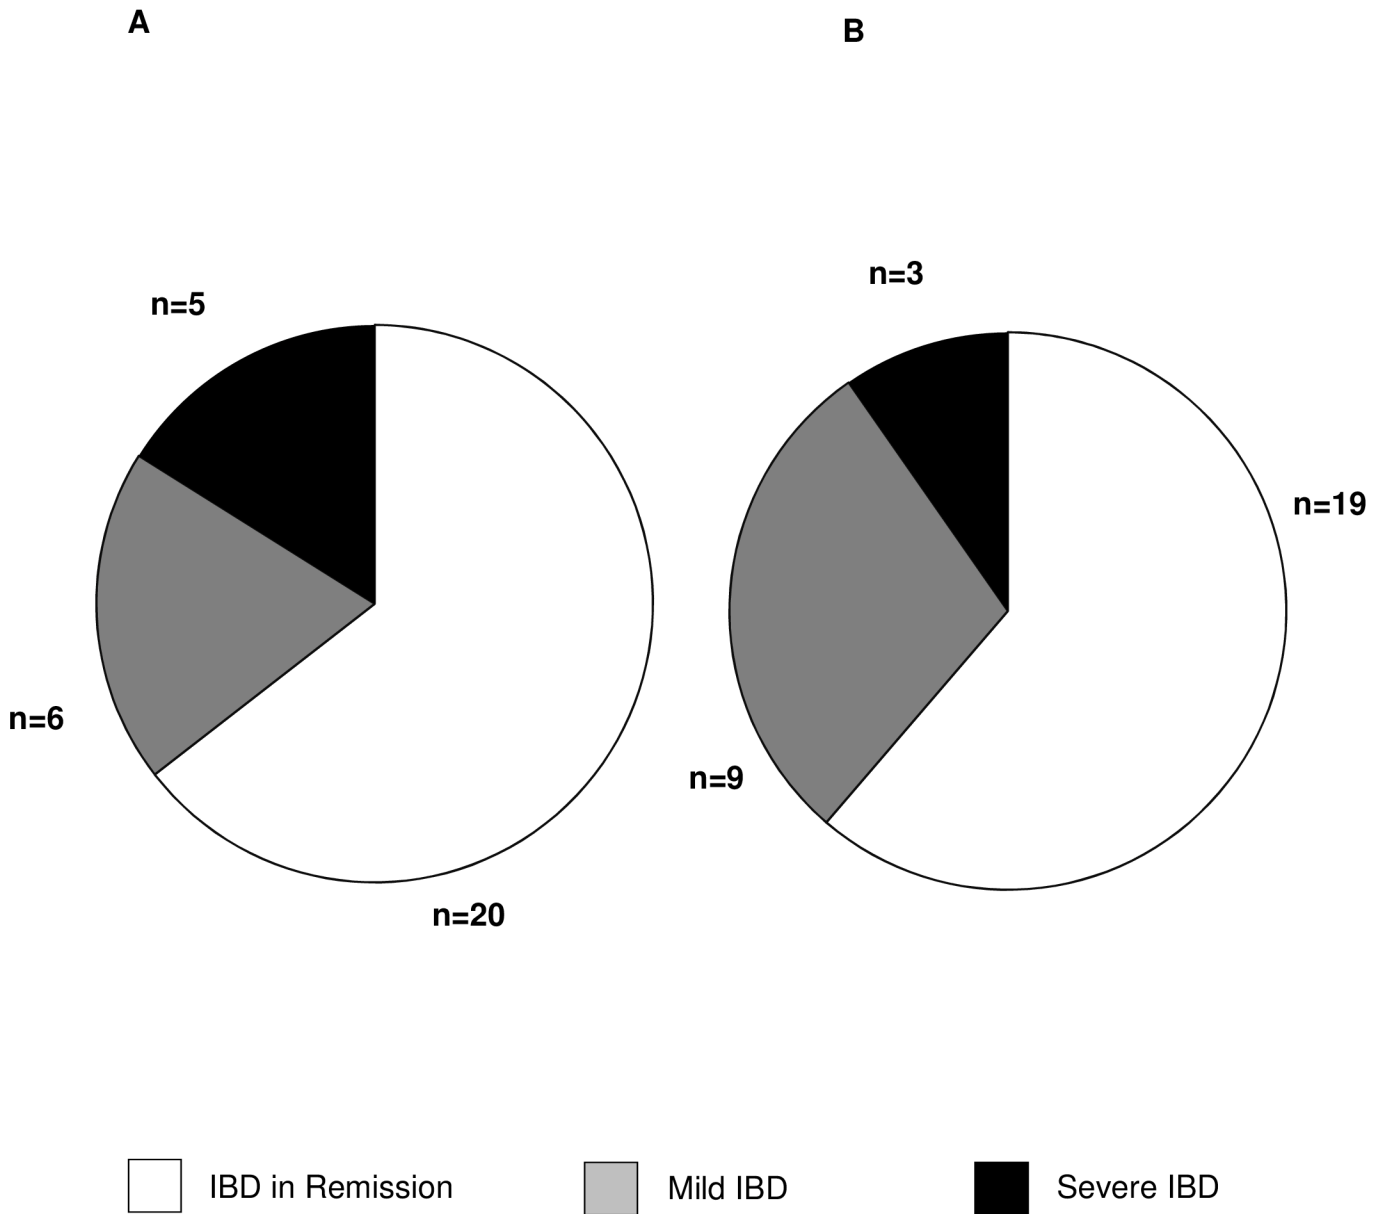 A
B
n=3
n=5
n=19
n=6
n=9
n=20
IBD in Remission
Mild IBD
Severe IBD